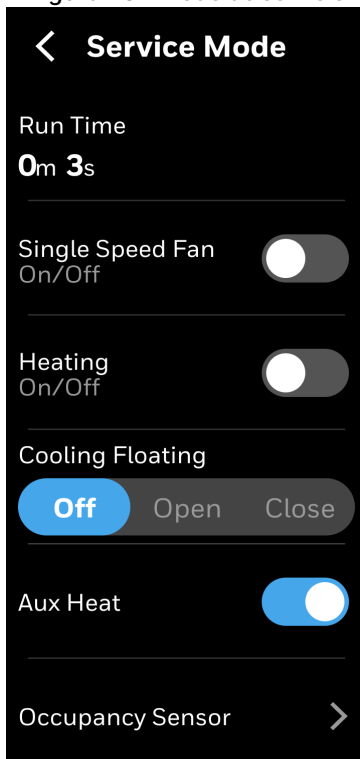 Service Mode
Run Time
0m 3s
Single Speed Fan
On/Off
Heating
On/Off
Cooling Floating
Off Open Close
Aux Heat
Occupancy Sensor